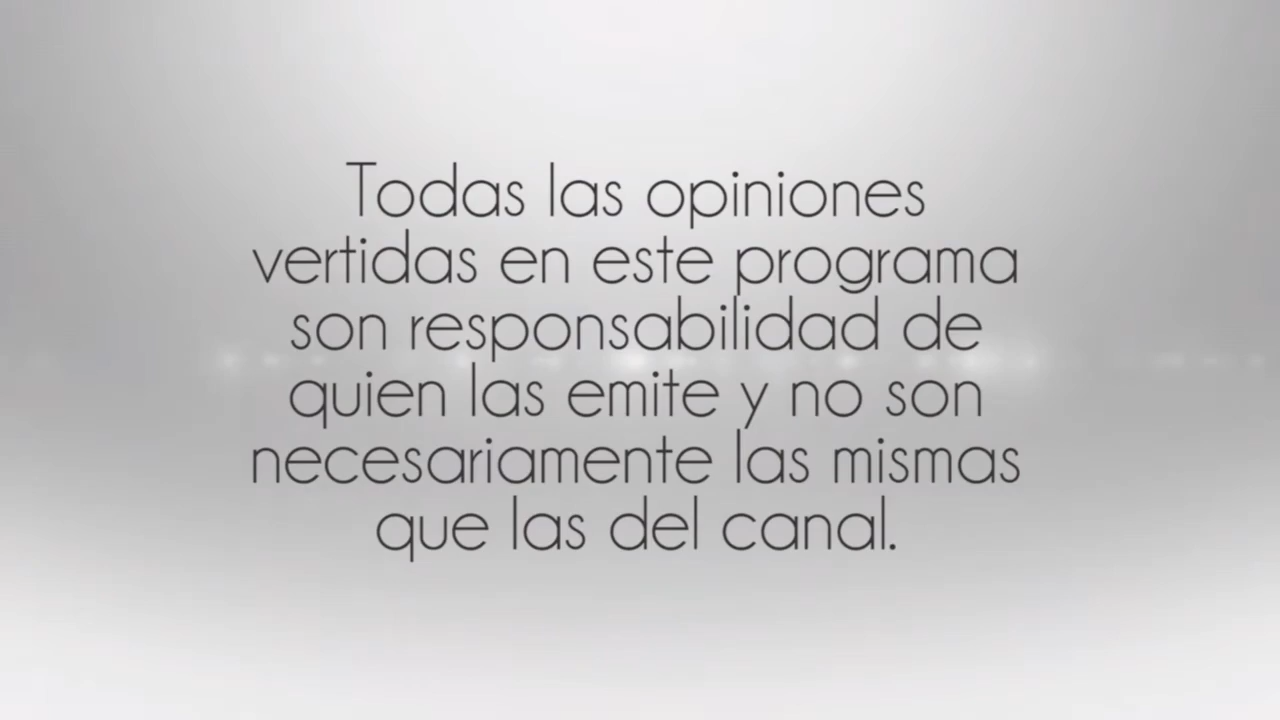 Todas las opiniones
vertidas en este programa
son responsabilidad de
quien las emite y no son
necesariamente las mismas
que las del canal.